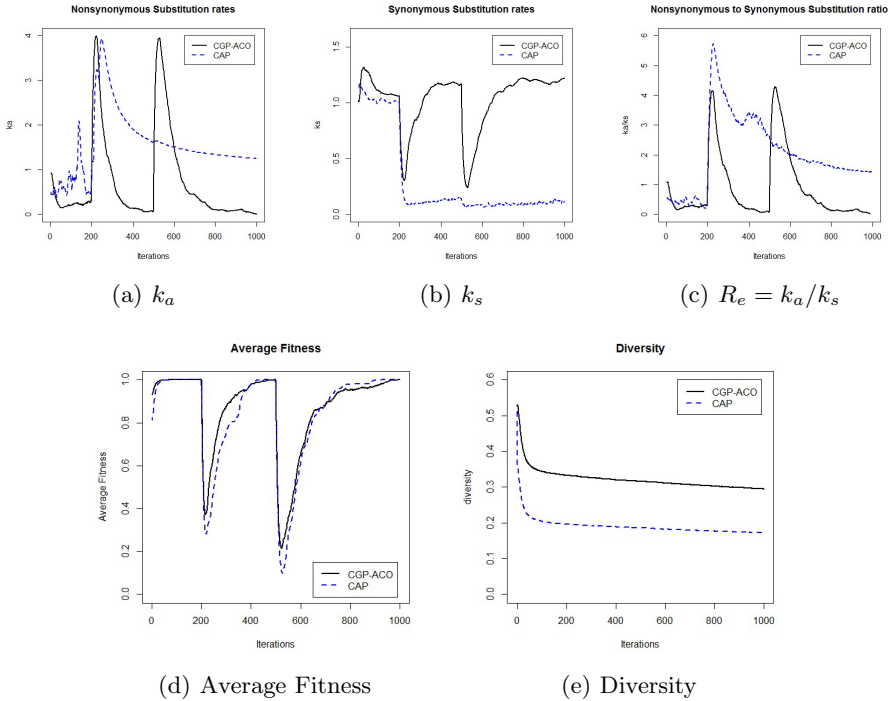 Nonsynonymous Substitution rates
ka
4
3
2
1
0
CGP-ACO
CAP
0 200 400 600 800 1000
Iterations
(a) k_a
Synonymous Substitution rates
ks
1.5
1.0
0.5
0.0
CGP-ACO
CAP
0 200 400 600 800 1000
Iterations
(b) k_s
Nonsynonymous to Synonymous Substitution ratio
ka/ks
6
5
4
3
2
1
0
CGP-ACO
CAP
0 200 400 600 800 1000
Iterations
(c) R_e = k_a/k_s
Average Fitness
Average Fitness
1.0
0.8
0.6
0.4
0.2
0.0
CGP-ACO
CAP
0 200 400 600 800 1000
Iterations
(d) Average Fitness
Diversity
diversity
0.6
0.5
0.4
0.3
0.2
0.1
0.0
CGP-ACO
CAP
0 200 400 600 800 1000
Iterations
(e) Diversity